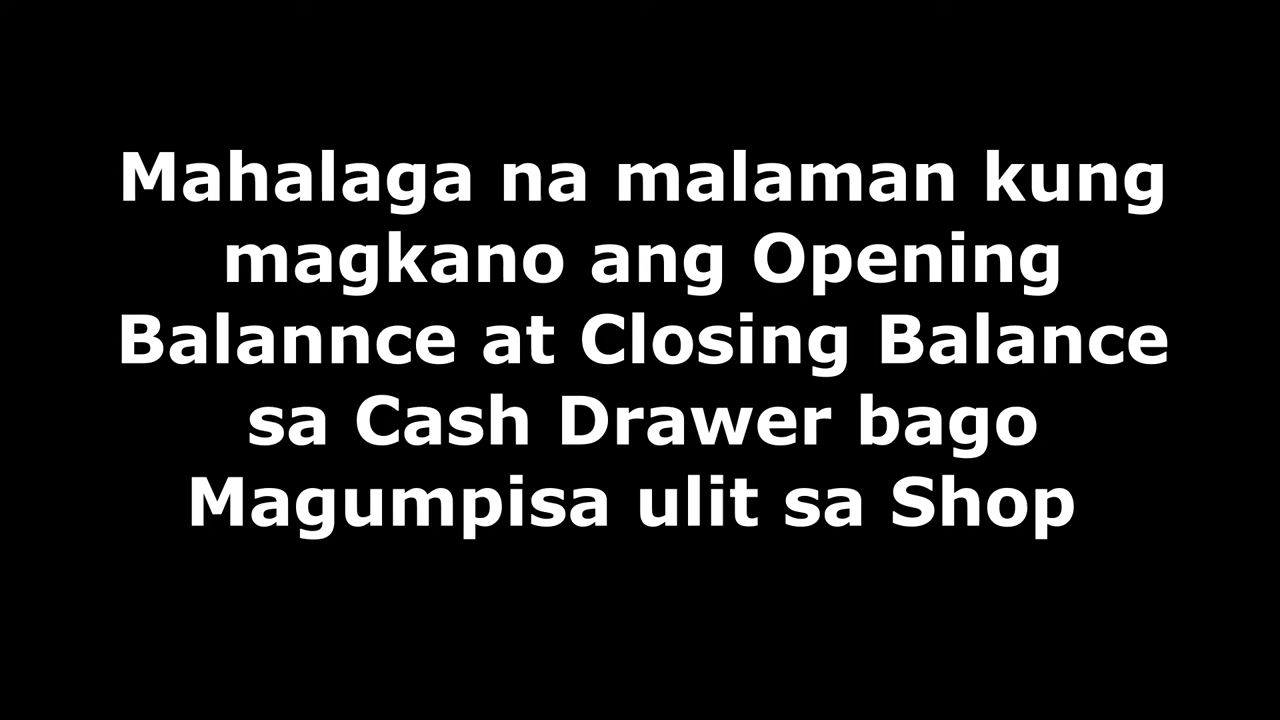 Mahalaga na malaman kung
magkano ang Opening
Balannce at Closing Balance
sa Cash Drawer bago
Magumpisa ulit sa Shop